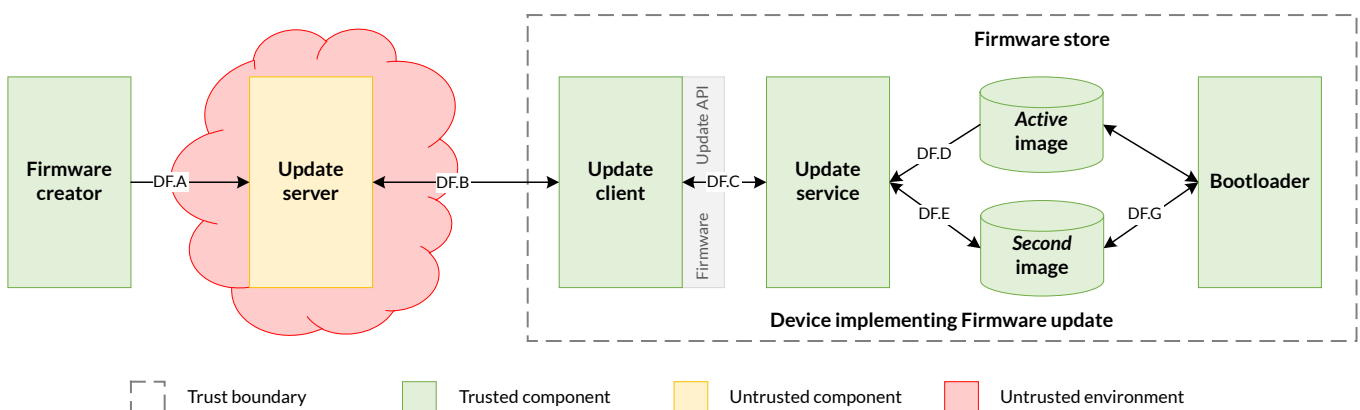 Firmware store
Firmware
creator
DF.A
Update
server
DF.B
Update
client
Firmware Update API
DF.C
Update
service
DF.D
DF.E
Active
image
Second
image
DF.G
Bootloader
Device implementing Firmware update
Trust boundary
Trusted component
Untrusted component
Untrusted environment